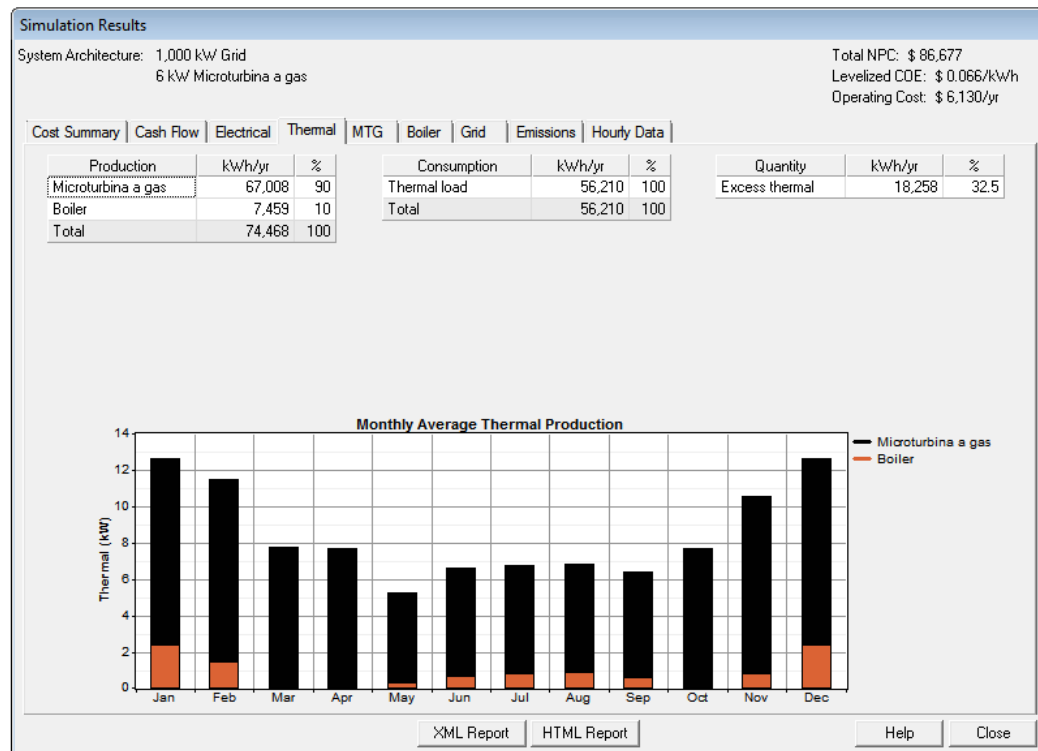 Simulation Results
System Architecture: 1,000 kW Grid
6 kW Microturbina a gas
Total NPC: $ 86,677
Levelized COE: $ 0.066/kWh
Operating Cost: $ 6,130/yr
Cost Summary Cash Flow Electrical Thermal MTG Boiler Grid Emissions Hourly Data
Production kWh/yr %
Microturbina a gas 67,008 90
Boiler 7,459 10
Total 74,468 100
Consumption kWh/yr %
Thermal load 56,210 100
Total 56,210 100
Quantity kWh/yr %
Excess thermal 18,258 32.5
Monthly Average Thermal Production
Thermal (kW)
14
12
10
8
6
4
2
0
Jan Feb Mar Apr May Jun Jul Aug Sep Oct Nov Dec
Microturbina a gas
Boiler
XML Report HTML Report Help Close